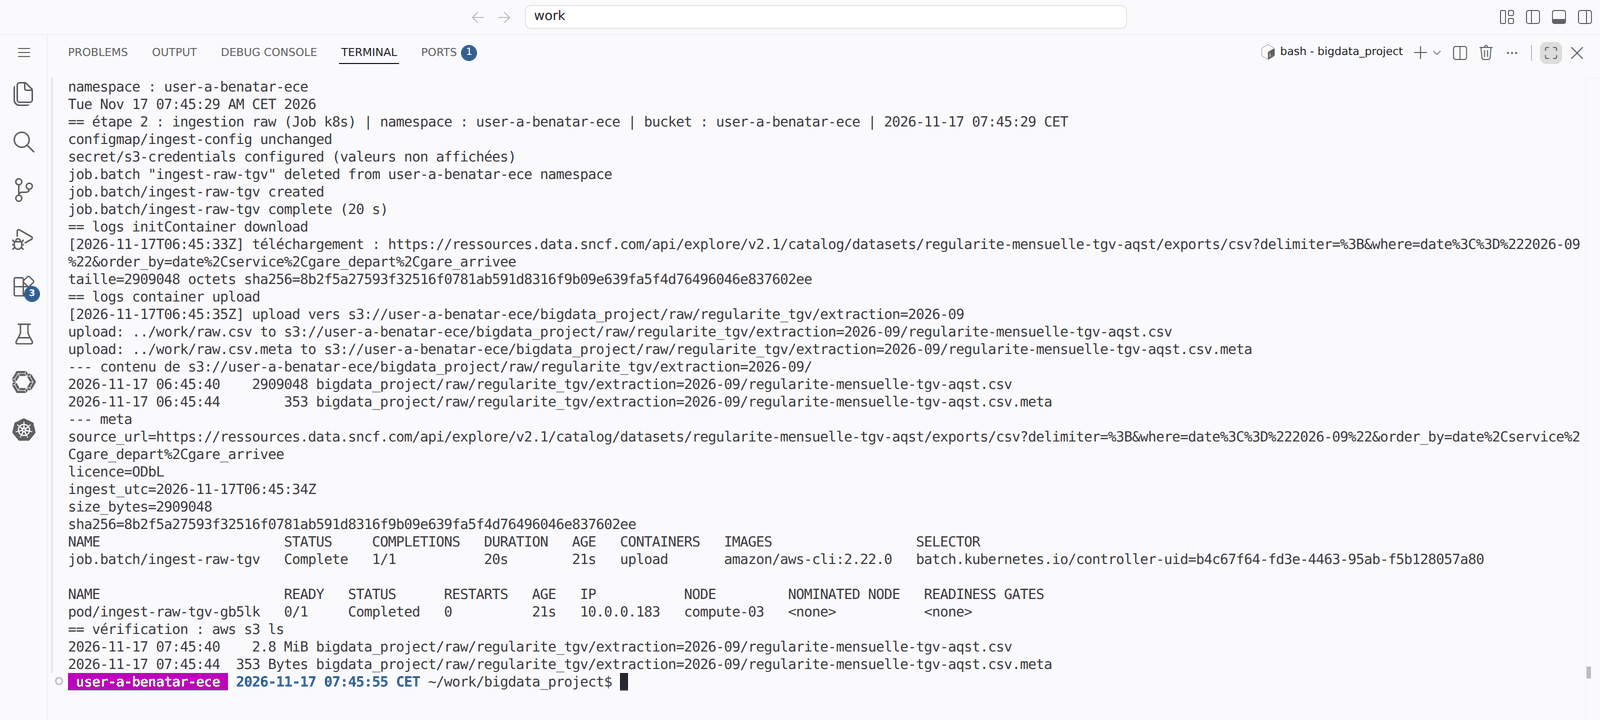 work
PROBLEMS OUTPUT DEBUG CONSOLE TERMINAL PORTS 1 bash - bigdata_project
3
namespace : user-a-benatar-ece
Tue Nov 17 07:45:29 AM CET 2026
== étape 2 : ingestion raw (Job k8s) | namespace : user-a-benatar-ece | bucket : user-a-benatar-ece | 2026-11-17 07:45:29 CET
configmap/ingest-config unchanged
secret/s3-credentials configured (valeurs non affichées)
job.batch "ingest-raw-tgv" deleted from user-a-benatar-ece namespace
job.batch/ingest-raw-tgv created
job.batch/ingest-raw-tgv complete (20 s)
== logs initContainer download
[2026-11-17T06:45:33Z] téléchargement : https://ressources.data.sncf.com/api/explore/v2.1/catalog/datasets/regularite-mensuelle-tgv-aqst/exports/csv?delimiter=%3B&where=date%3C%3D%222026-09
%22&order_by=date%2Cservice%2Cgare_depart%2Cgare_arrivee
taille=2909048 octets sha256=8b2f5a27593f32516f0781ab591d8316f9b09e639fa5f4d76496046e837602ee
== logs container upload
[2026-11-17T06:45:35Z] upload vers s3://user-a-benatar-ece/bigdata_project/raw/regularite_tgv/extraction=2026-09
upload: ../work/raw.csv to s3://user-a-benatar-ece/bigdata_project/raw/regularite_tgv/extraction=2026-09/regularite-mensuelle-tgv-aqst.csv
upload: ../work/raw.csv.meta to s3://user-a-benatar-ece/bigdata_project/raw/regularite_tgv/extraction=2026-09/regularite-mensuelle-tgv-aqst.csv.meta
--- contenu de s3://user-a-benatar-ece/bigdata_project/raw/regularite_tgv/extraction=2026-09/
2026-11-17 06:45:40    2909048 bigdata_project/raw/regularite_tgv/extraction=2026-09/regularite-mensuelle-tgv-aqst.csv
2026-11-17 06:45:44        353 bigdata_project/raw/regularite_tgv/extraction=2026-09/regularite-mensuelle-tgv-aqst.csv.meta
--- meta
source_url=https://ressources.data.sncf.com/api/explore/v2.1/catalog/datasets/regularite-mensuelle-tgv-aqst/exports/csv?delimiter=%3B&where=date%3C%3D%222026-09%22&order_by=date%2Cservice%2
Cgare_depart%2Cgare_arrivee
licence=ODbL
ingest_utc=2026-11-17T06:45:34Z
size_bytes=2909048
sha256=8b2f5a27593f32516f0781ab591d8316f9b09e639fa5f4d76496046e837602ee
NAME                       STATUS     COMPLETIONS   DURATION   AGE   CONTAINERS   IMAGES                  SELECTOR
job.batch/ingest-raw-tgv   Complete   1/1           20s        21s   upload       amazon/aws-cli:2.22.0   batch.kubernetes.io/controller-uid=b4c67f64-fd3e-4463-95ab-f5b128057a80
NAME                       READY   STATUS      RESTARTS   AGE   IP           NODE         NOMINATED NODE   READINESS GATES
pod/ingest-raw-tgv-gb5lk   0/1     Completed   0          21s   10.0.0.183   compute-03   <none>           <none>
== vérification : aws s3 ls
2026-11-17 07:45:40    2.8 MiB bigdata_project/raw/regularite_tgv/extraction=2026-09/regularite-mensuelle-tgv-aqst.csv
2026-11-17 07:45:44  353 Bytes bigdata_project/raw/regularite_tgv/extraction=2026-09/regularite-mensuelle-tgv-aqst.csv.meta
user-a-benatar-ece 2026-11-17 07:45:55 CET ~/work/bigdata_project$